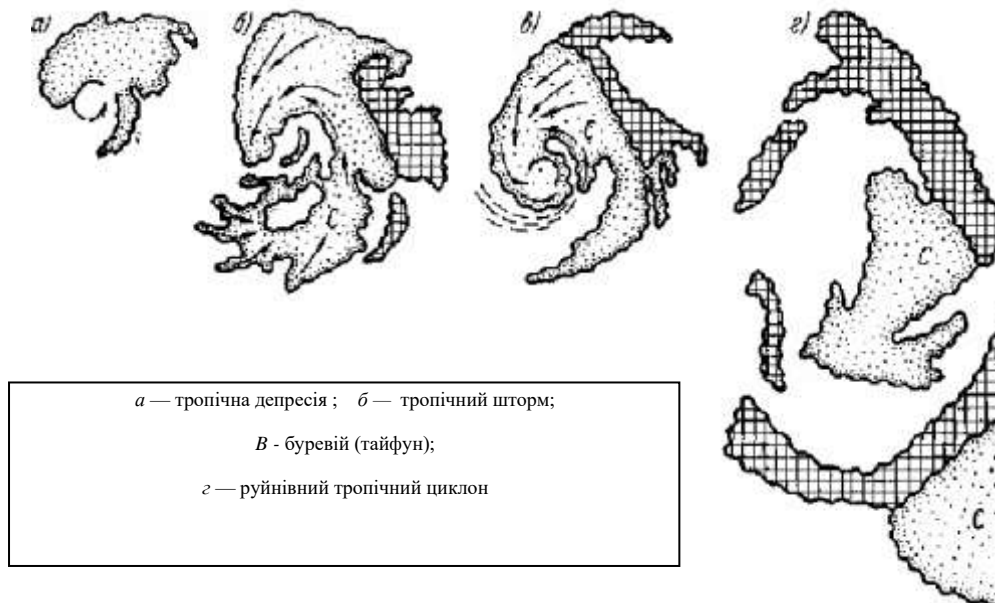 а) б) в) г)
С
С
С
С
а — тропічна депресія ; б — тропічний шторм;
В - буревій (тайфун);
г — руйнівний тропічний циклон